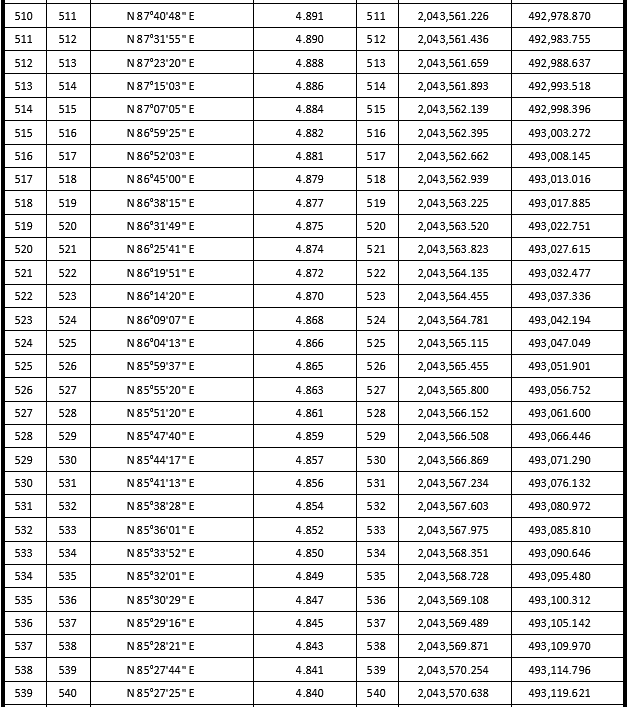 510 511 N 87°40'48" E 4.891 511 2,043,561.226 492,978.870
511 512 N 87°31'55" E 4.890 512 2,043,561.436 492,983.755
512 513 N 87°23'20" E 4.888 513 2,043,561.659 492,988.637
513 514 N 87°15'03" E 4.886 514 2,043,561.893 492,993.518
514 515 N 87°07'05" E 4.884 515 2,043,562.139 492,998.396
515 516 N 86°59'25" E 4.882 516 2,043,562.395 493,003.272
516 517 N 86°52'03" E 4.881 517 2,043,562.662 493,008.145
517 518 N 86°45'00" E 4.879 518 2,043,562.939 493,013.016
518 519 N 86°38'15" E 4.877 519 2,043,563.225 493,017.885
519 520 N 86°31'49" E 4.875 520 2,043,563.520 493,022.751
520 521 N 86°25'41" E 4.874 521 2,043,563.823 493,027.615
521 522 N 86°19'51" E 4.872 522 2,043,564.135 493,032.477
522 523 N 86°14'20" E 4.870 523 2,043,564.455 493,037.336
523 524 N 86°09'07" E 4.868 524 2,043,564.781 493,042.194
524 525 N 86°04'13" E 4.866 525 2,043,565.115 493,047.049
525 526 N 85°59'37" E 4.865 526 2,043,565.455 493,051.901
526 527 N 85°55'20" E 4.863 527 2,043,565.800 493,056.752
527 528 N 85°51'20" E 4.861 528 2,043,566.152 493,061.600
528 529 N 85°47'40" E 4.859 529 2,043,566.508 493,066.446
529 530 N 85°44'17" E 4.857 530 2,043,566.869 493,071.290
530 531 N 85°41'13" E 4.856 531 2,043,567.234 493,076.132
531 532 N 85°38'28" E 4.854 532 2,043,567.603 493,080.972
532 533 N 85°36'01" E 4.852 533 2,043,567.975 493,085.810
533 534 N 85°33'52" E 4.850 534 2,043,568.351 493,090.646
534 535 N 85°32'01" E 4.849 535 2,043,568.728 493,095.480
535 536 N 85°30'29" E 4.847 536 2,043,569.108 493,100.312
536 537 N 85°29'16" E 4.845 537 2,043,569.489 493,105.142
537 538 N 85°28'21" E 4.843 538 2,043,569.871 493,109.970
538 539 N 85°27'44" E 4.841 539 2,043,570.254 493,114.796
539 540 N 85°27'25" E 4.840 540 2,043,570.638 493,119.621